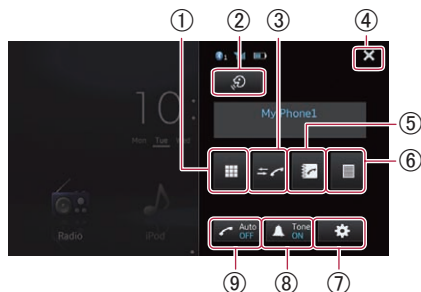 ① ② ③ ④
1
10:
Mon Tue Wed
My Phone1
⑤
⑥
Radio iPod
Auto OFF
Tone ON
⑨ ⑧ ⑦